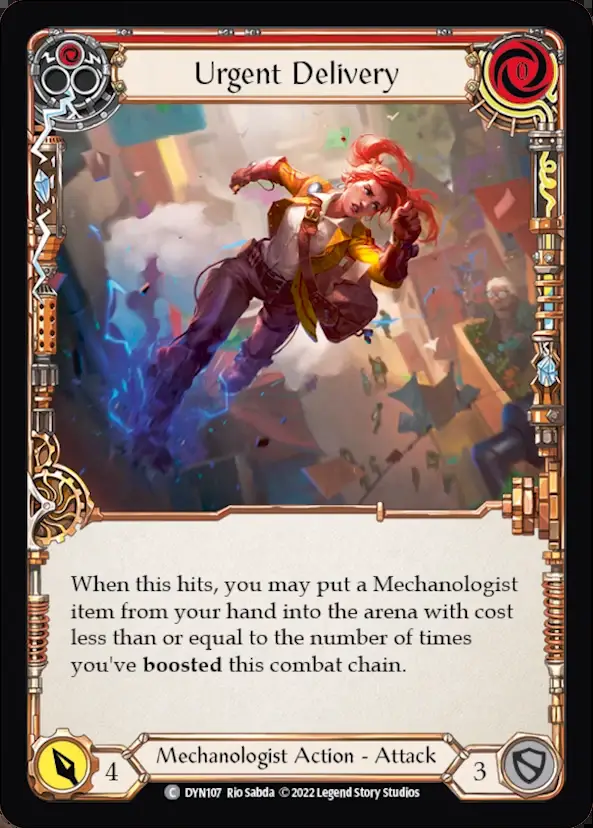 Urgent Delivery
0
When this hits, you may put a Mechanologist
item from your hand into the arena with cost
less than or equal to the number of times
you've boosted this combat chain.
4
Mechanologist Action - Attack
3
C DYN107 Rio Sabda © 2022 Legend Story Studios